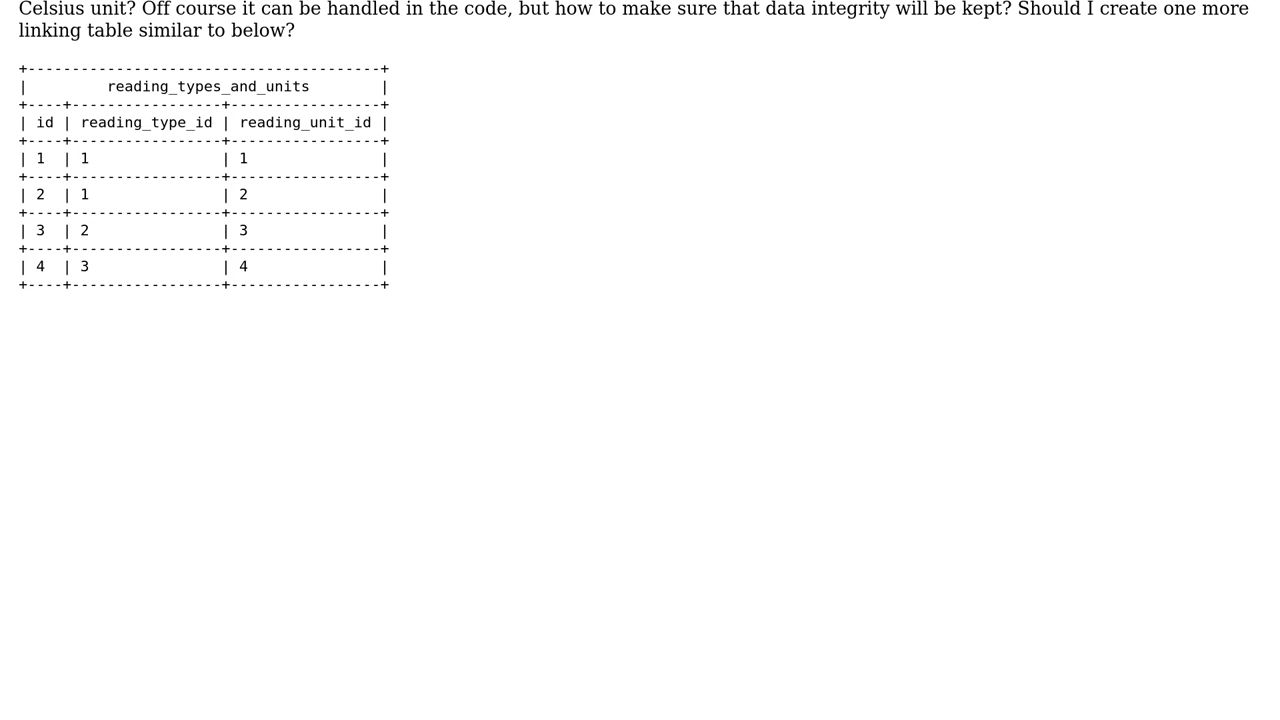 Celsius unit? Off course it can be handled in the code, but how to make sure that data integrity will be kept? Should I create one more
linking table similar to below?
+----------------------------------------+
|         reading_types_and_units        |
+----+-----------------+-----------------+
| id | reading_type_id | reading_unit_id |
+----+-----------------+-----------------+
| 1  | 1               | 1               |
+----+-----------------+-----------------+
| 2  | 1               | 2               |
+----+-----------------+-----------------+
| 3  | 2               | 3               |
+----+-----------------+-----------------+
| 4  | 3               | 4               |
+----+-----------------+-----------------+